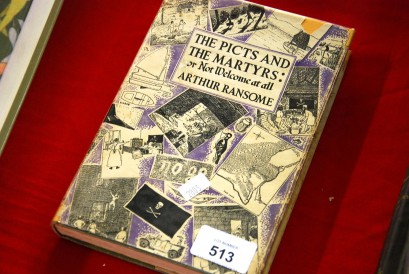 THE PICTS AND
THE MARTYRS:
or Not Welcome at all
ARTHUR RANSOME
513